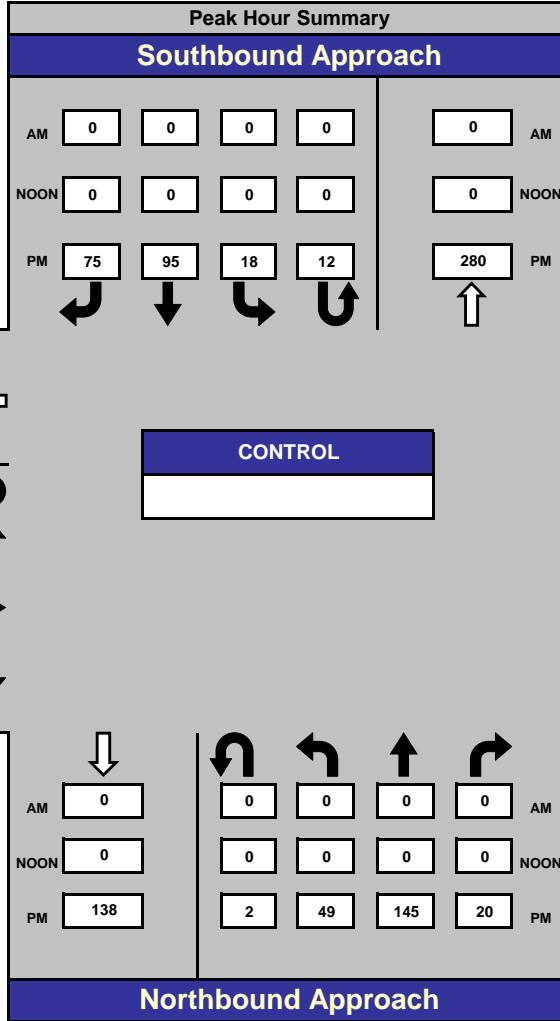 Peak Hour Summary
Southbound Approach
AM 0 0 0 0 0 AM
NOON 0 0 0 0 0 NOON
PM 75 95 18 12 280 PM
CONTROL
AM 0 0 0 0 0 AM
NOON 0 0 0 0 0 NOON
PM 138 2 49 145 20 PM
Northbound Approach